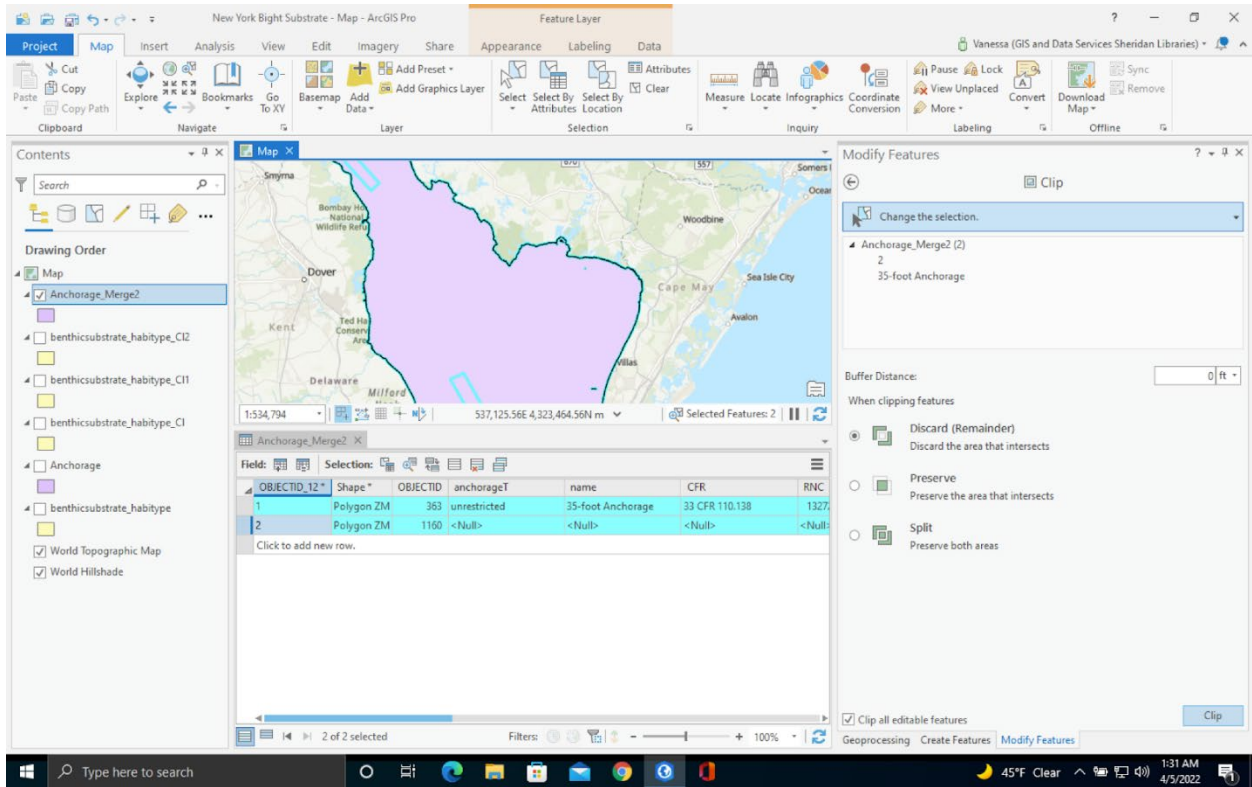 New York Bight Substrate - Map - ArcGIS Pro
Feature Layer
?
Project Map Insert Analysis View Edit Imagery Share Appearance Labeling Data
Vanessa (GIS and Data Services Sheridan Libraries)
Paste
Cut
Copy
Copy Path
Clipboard
Explore
Bookmarks
Go To XY
Navigate
Basemap
Add Data
Add Preset
Add Graphics Layer
Layer
Select
Select By Attributes
Select By Location
Attributes
Clear
Selection
Measure
Locate
Infographics
Coordinate Conversion
Inquiry
Pause
Lock
View Unplaced
More
Convert
Labeling
Download Map
Sync
Remove
Offline
Contents
Search
Drawing Order
Map
Anchorage_Merge2
benthicsubstrate_habitype_Cl2
benthicsubstrate_habitype_Cl1
benthicsubstrate_habitype_Cl
Anchorage
benthicsubstrate_habitype
World Topographic Map
World Hillshade
Map
Smyrna
557
Somers
Ocean
Bombay Ho
National
Wildlife Refu
Woodbine
Dover
Sea Isle City
Cape May
Avalon
Kent
Ted Ha
Conserv
Are
Villas
Delaware
Milford
1:534,794
537,125.56E 4,323,464.56N m
Selected Features: 2
Anchorage_Merge2
Field: Selection:
OBJECTID_12 * Shape * OBJECTID anchorageT name CFR RNC
1 Polygon ZM 363 unrestricted 35-foot Anchorage 33 CFR 110.138 1327.
2 Polygon ZM 1160 <Null> <Null> <Null> <Null>
Click to add new row.
2 of 2 selected
Filters:
100%
Modify Features
?
Clip
Change the selection.
Anchorage_Merge2 (2)
2
35-foot Anchorage
Buffer Distance:
0 ft
When clipping features
Discard (Remainder)
Discard the area that intersects
Preserve
Preserve the area that intersects
Split
Preserve both areas
Clip all editable features
Clip
Geoprocessing Create Features Modify Features
Type here to search
45°F Clear
1:31 AM
4/5/2022